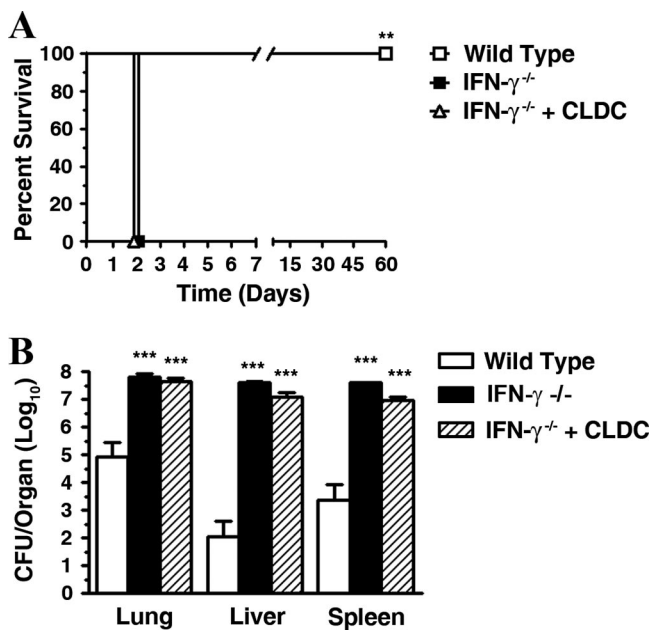 A
Percent Survival
100
80
60
40
20
0
0 1 2 3 4 5 6 7 15 30 45 60
Time (Days)
**
Wild Type
IFN-γ-/-
IFN-γ-/- + CLDC
B
CFU/Organ (Log10)
8
7
6
5
4
3
2
1
0
*** *** *** *** *** ***
Lung Liver Spleen
Wild Type
IFN-γ -/-
IFN-γ-/- + CLDC